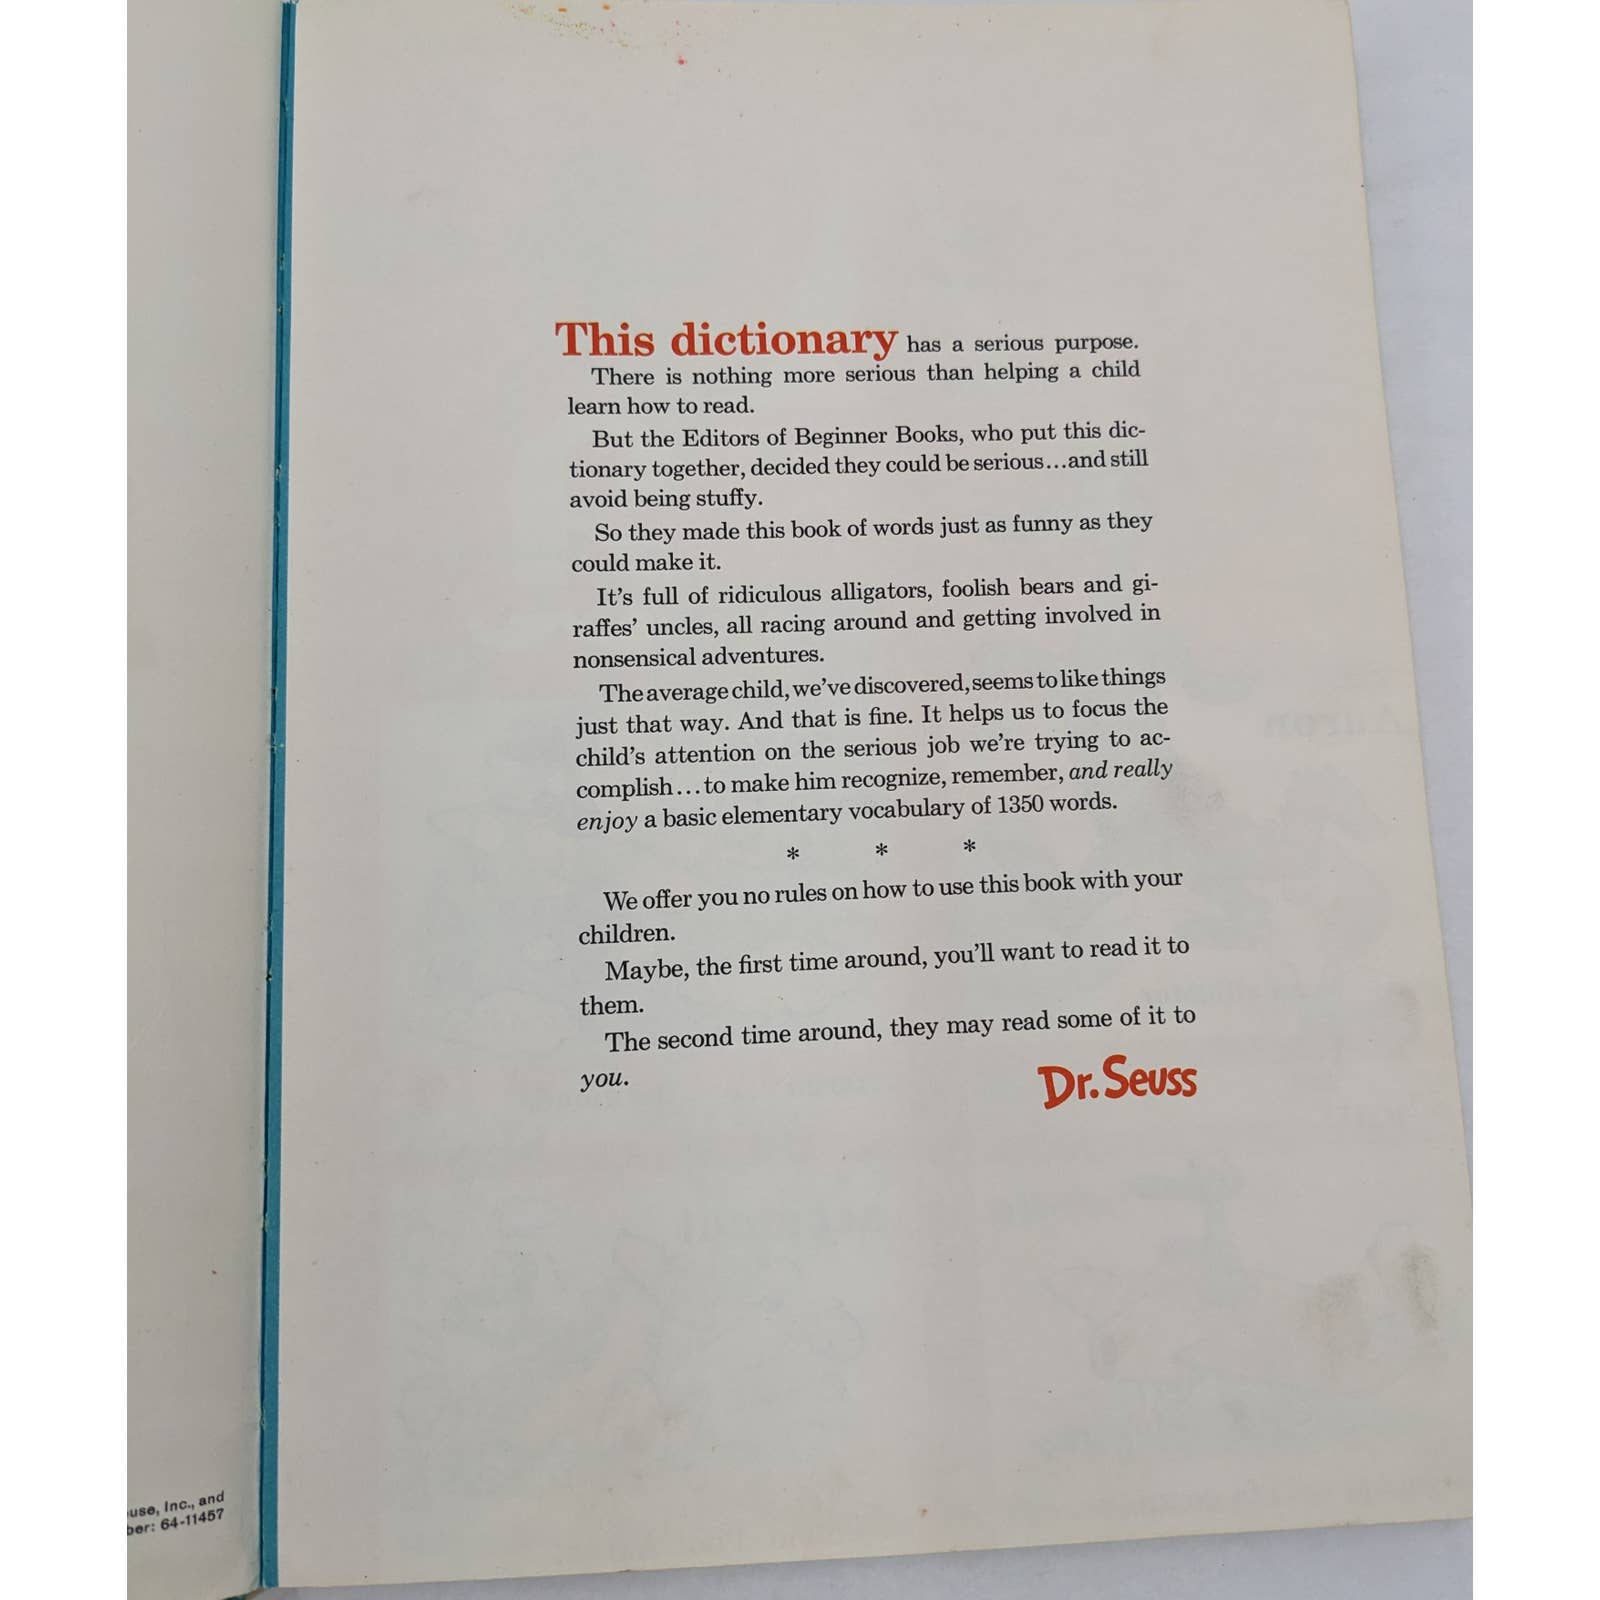 This dictionary has a serious purpose.
There is nothing more serious than helping a child
learn how to read.
But the Editors of Beginner Books, who put this dic-
tionary together, decided they could be serious...and still
avoid being stuffy.
So they made this book of words just as funny as they
could make it.
It's full of ridiculous alligators, foolish bears and gi-
raffes' uncles, all racing around and getting involved in
nonsensical adventures.
The average child, we've discovered, seems to like things
just that way. And that is fine. It helps us to focus the
child's attention on the serious job we're trying to ac-
complish...to make him recognize, remember, and really
enjoy a basic elementary vocabulary of 1350 words.
* * *
We offer you no rules on how to use this book with your
children.
Maybe, the first time around, you'll want to read it to
them.
The second time around, they may read some of it to
you.
Dr. Seuss
use, Inc., and
ber: 64-11457